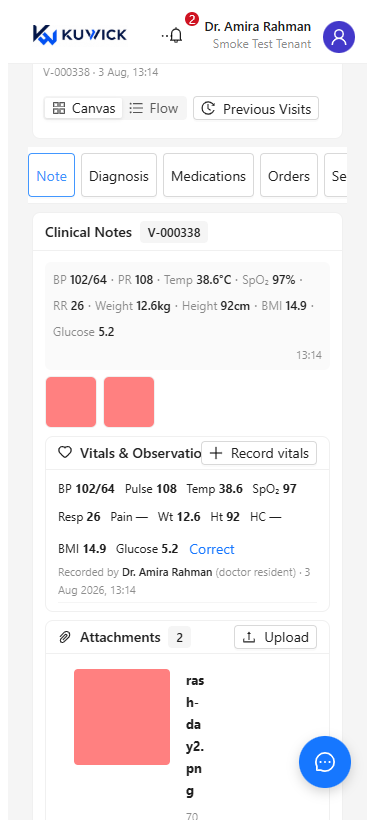 KUWICK
2
Dr. Amira Rahman
Smoke Test Tenant
V-000338 · 3 Aug, 13:14
Canvas
Flow
Previous Visits
Note
Diagnosis
Medications
Orders
Se
Clinical Notes
V-000338
BP 102/64 · PR 108 · Temp 38.6°C · SpO₂ 97% ·
RR 26 · Weight 12.6kg · Height 92cm · BMI 14.9 ·
Glucose 5.2
13:14
Vitals & Observatio
Record vitals
BP 102/64 Pulse 108 Temp 38.6 SpO₂ 97
Resp 26 Pain — Wt 12.6 Ht 92 HC —
BMI 14.9 Glucose 5.2 Correct
Recorded by Dr. Amira Rahman (doctor resident) · 3
Aug 2026, 13:14
Attachments
2
Upload
ras
h-
da
y2.
pn
g
70